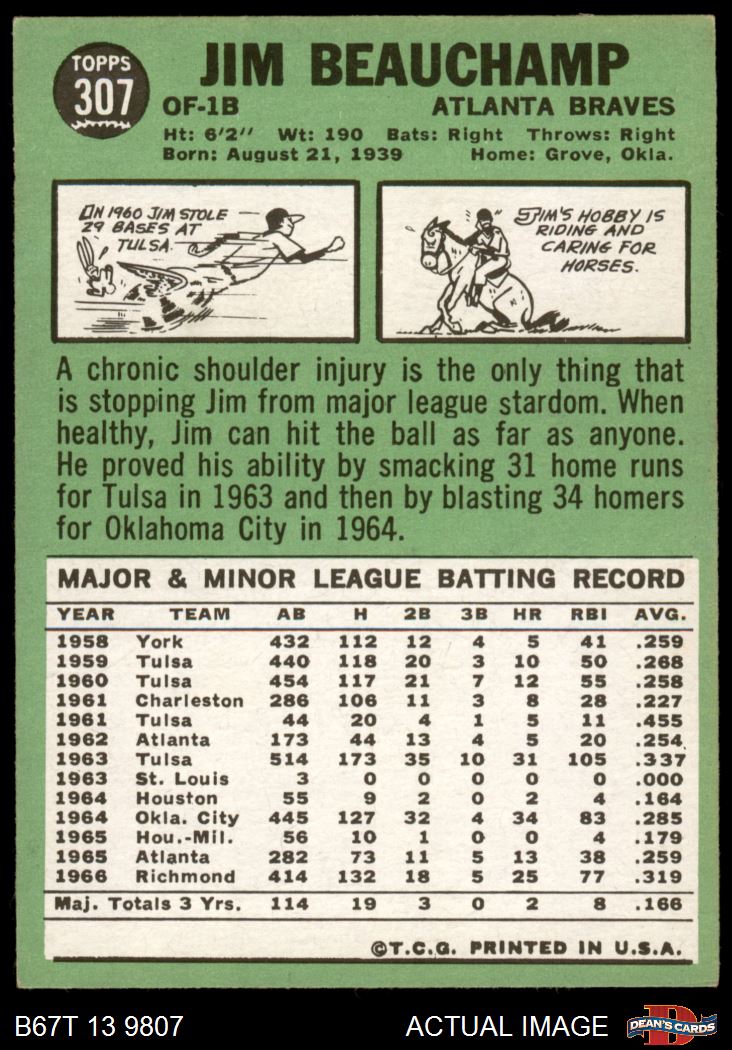 TOPPS
307
JIM BEAUCHAMP
OF-1B ATLANTA BRAVES
Ht: 6'2" Wt: 190 Bats: Right Throws: Right
Born: August 21, 1939 Home: Grove, Okla.
IN 1960 JIM STOLE
29 BASES AT
TULSA.
JIM'S HOBBY IS
RIDING AND
CARING FOR
HORSES.
A chronic shoulder injury is the only thing that
is stopping Jim from major league stardom. When
healthy, Jim can hit the ball as far as anyone.
He proved his ability by smacking 31 home runs
for Tulsa in 1963 and then by blasting 34 homers
for Oklahoma City in 1964.
MAJOR & MINOR LEAGUE BATTING RECORD
YEAR TEAM AB H 2B 3B HR RBI AVG.
1958 York 432 112 12 4 5 41 .259
1959 Tulsa 440 118 20 3 10 50 .268
1960 Tulsa 454 117 21 7 12 55 .258
1961 Charleston 286 106 11 3 8 28 .227
1961 Tulsa 44 20 4 1 5 11 .455
1962 Atlanta 173 44 13 4 5 20 .254
1963 Tulsa 514 173 35 10 31 105 .337
1963 St. Louis 3 0 0 0 0 0 .000
1964 Houston 55 9 2 0 2 4 .164
1964 Okla. City 445 127 32 4 34 83 .285
1965 Hou.-Mil. 56 10 1 0 0 4 .179
1965 Atlanta 282 73 11 5 13 38 .259
1966 Richmond 414 132 18 5 25 77 .319
Maj. Totals 3 Yrs. 114 19 3 0 2 8 .166
©T.C.G. PRINTED IN U.S.A.
B67T 13 9807 ACTUAL IMAGE DEAN'S CARDS